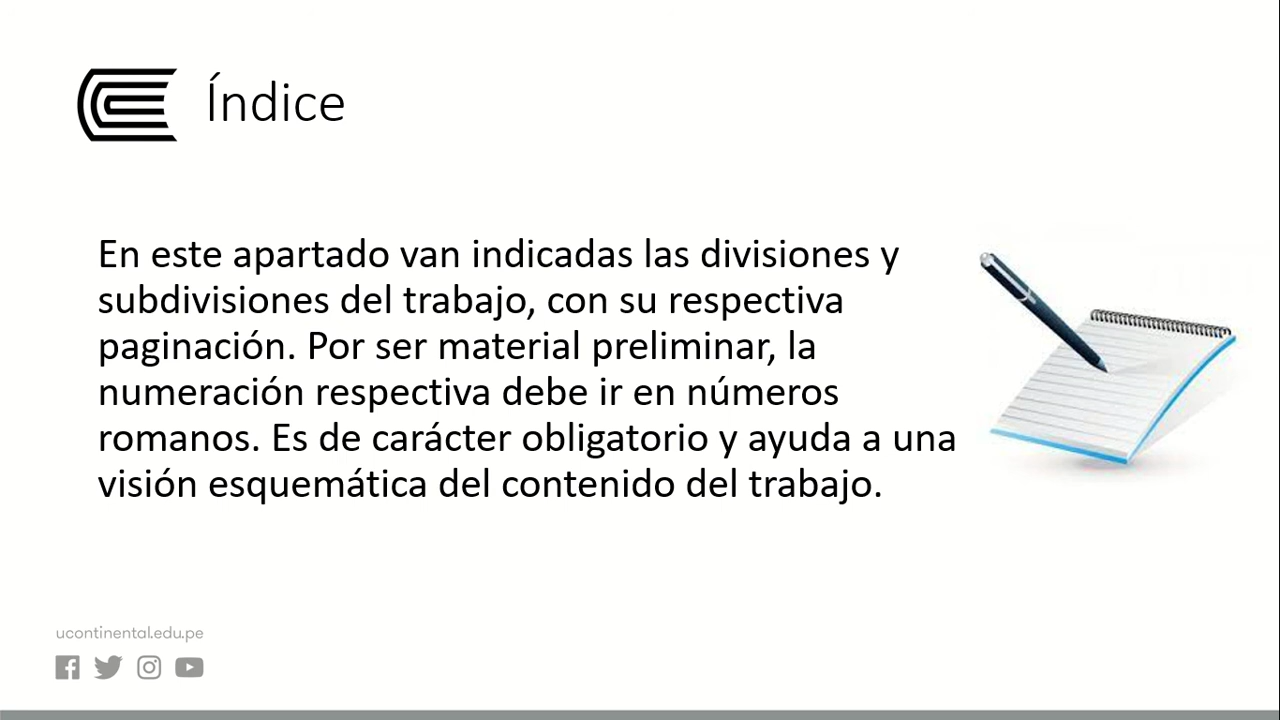 Índice
En este apartado van indicadas las divisiones y
subdivisiones del trabajo, con su respectiva
paginación. Por ser material preliminar, la
numeración respectiva debe ir en números
romanos. Es de carácter obligatorio y ayuda a una
visión esquemática del contenido del trabajo.
ucontinental.edu.pe